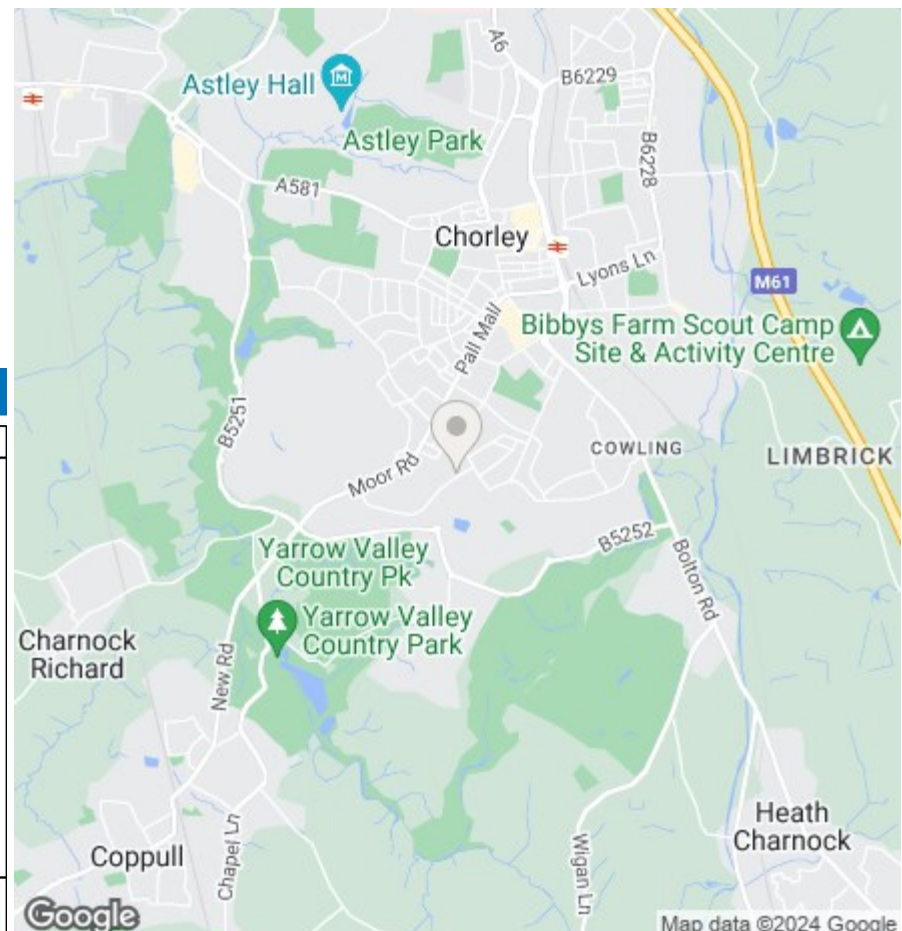 A6
B6229
Astley Hall
B6228
Astley Park
A581
Chorley
Lyons Ln
M61
Pall Mall
Bibbys Farm Scout Camp
Site & Activity Centre
B5251
COWLING
LIMBRICK
Moor Rd
B5252
Yarrow Valley
Country Pk
Bolton Rd
Yarrow Valley
Country Park
Charnock
Richard
New Rd
Heath
Charnock
Wigan Ln
Chapel Ln
Coppull
Google
Map data ©2024 Google